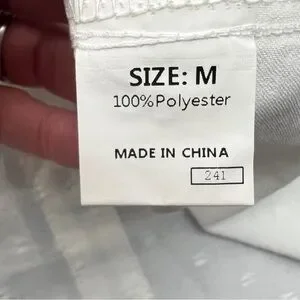 SIZE: M
100%Polyester
MADE IN CHINA
241